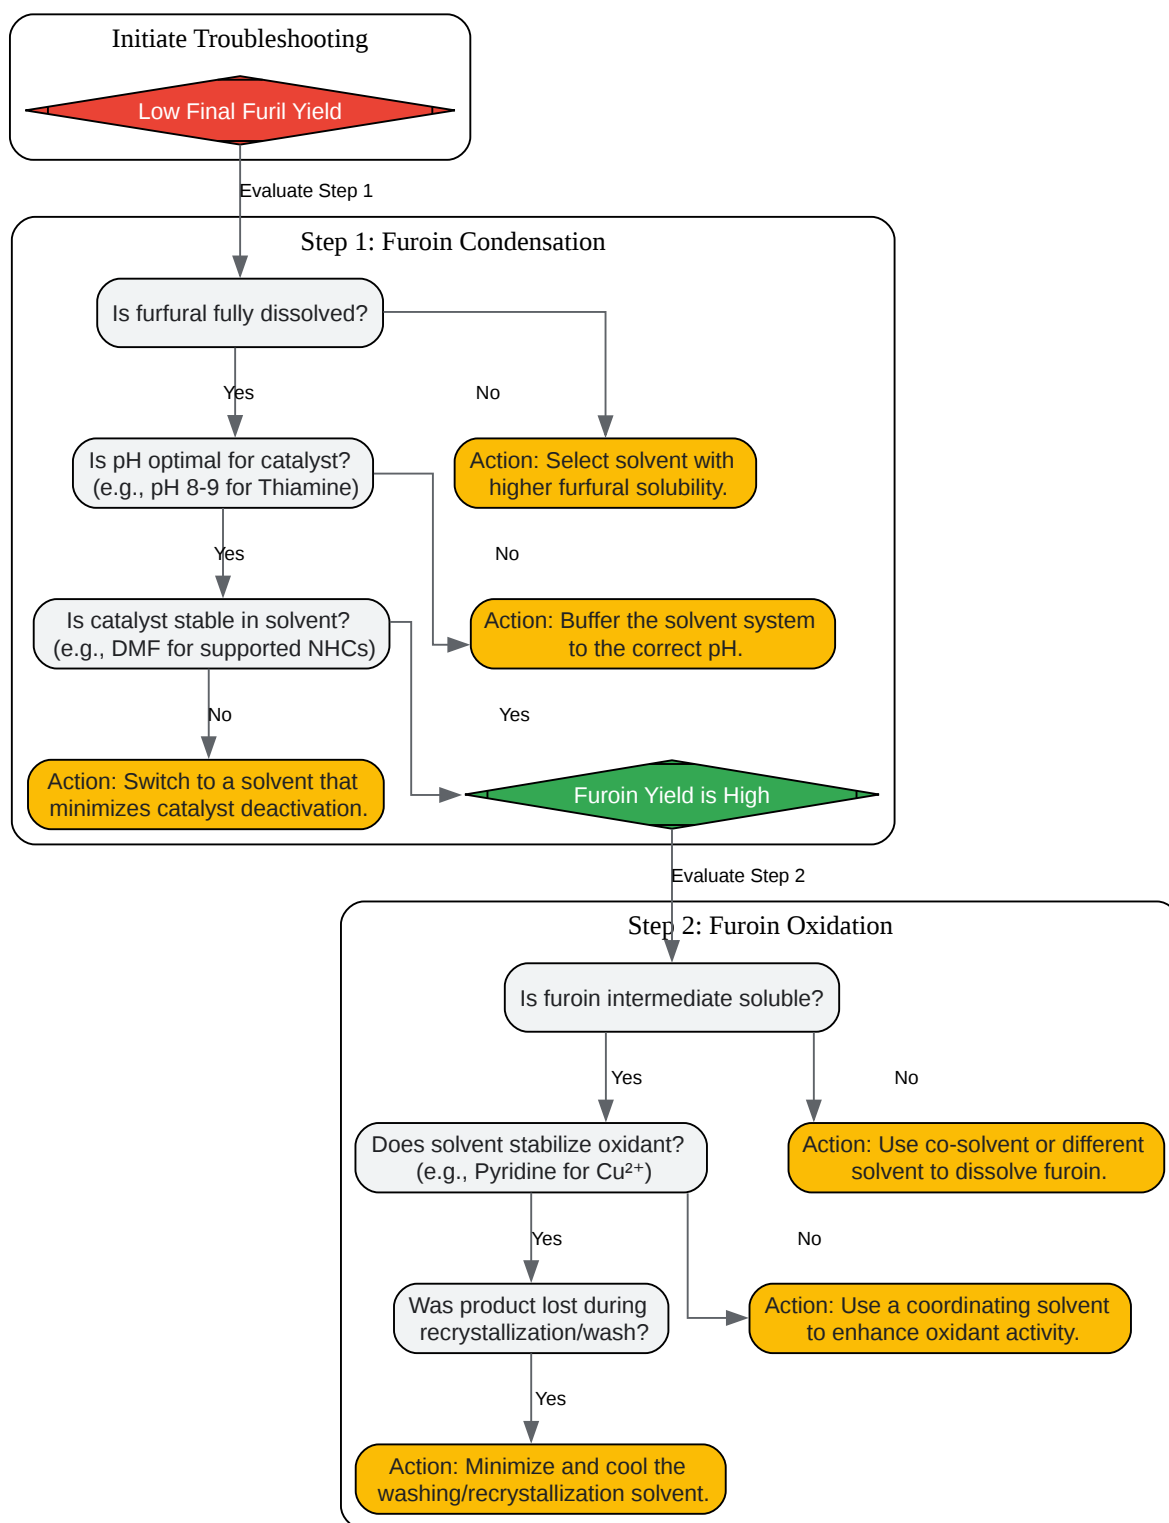 Initiate Troubleshooting
Low Final Furil Yield
Evaluate Step 1
Step 1: Furoin Condensation
Is furfural fully dissolved?
Yes
No
Is pH optimal for catalyst?
(e.g., pH 8-9 for Thiamine)
Action: Select solvent with
higher furfural solubility.
Yes
No
Is catalyst stable in solvent?
(e.g., DMF for supported NHCs)
Action: Buffer the solvent system
to the correct pH.
No
Yes
Action: Switch to a solvent that
minimizes catalyst deactivation.
Furoin Yield is High
Evaluate Step 2
Step 2: Furoin Oxidation
Is furoin intermediate soluble?
Yes
No
Does solvent stabilize oxidant?
(e.g., Pyridine for Cu²⁺)
Action: Use co-solvent or different
solvent to dissolve furoin.
Yes
No
Was product lost during
recrystallization/wash?
Action: Use a coordinating solvent
to enhance oxidant activity.
Yes
Action: Minimize and cool the
washing/recrystallization solvent.